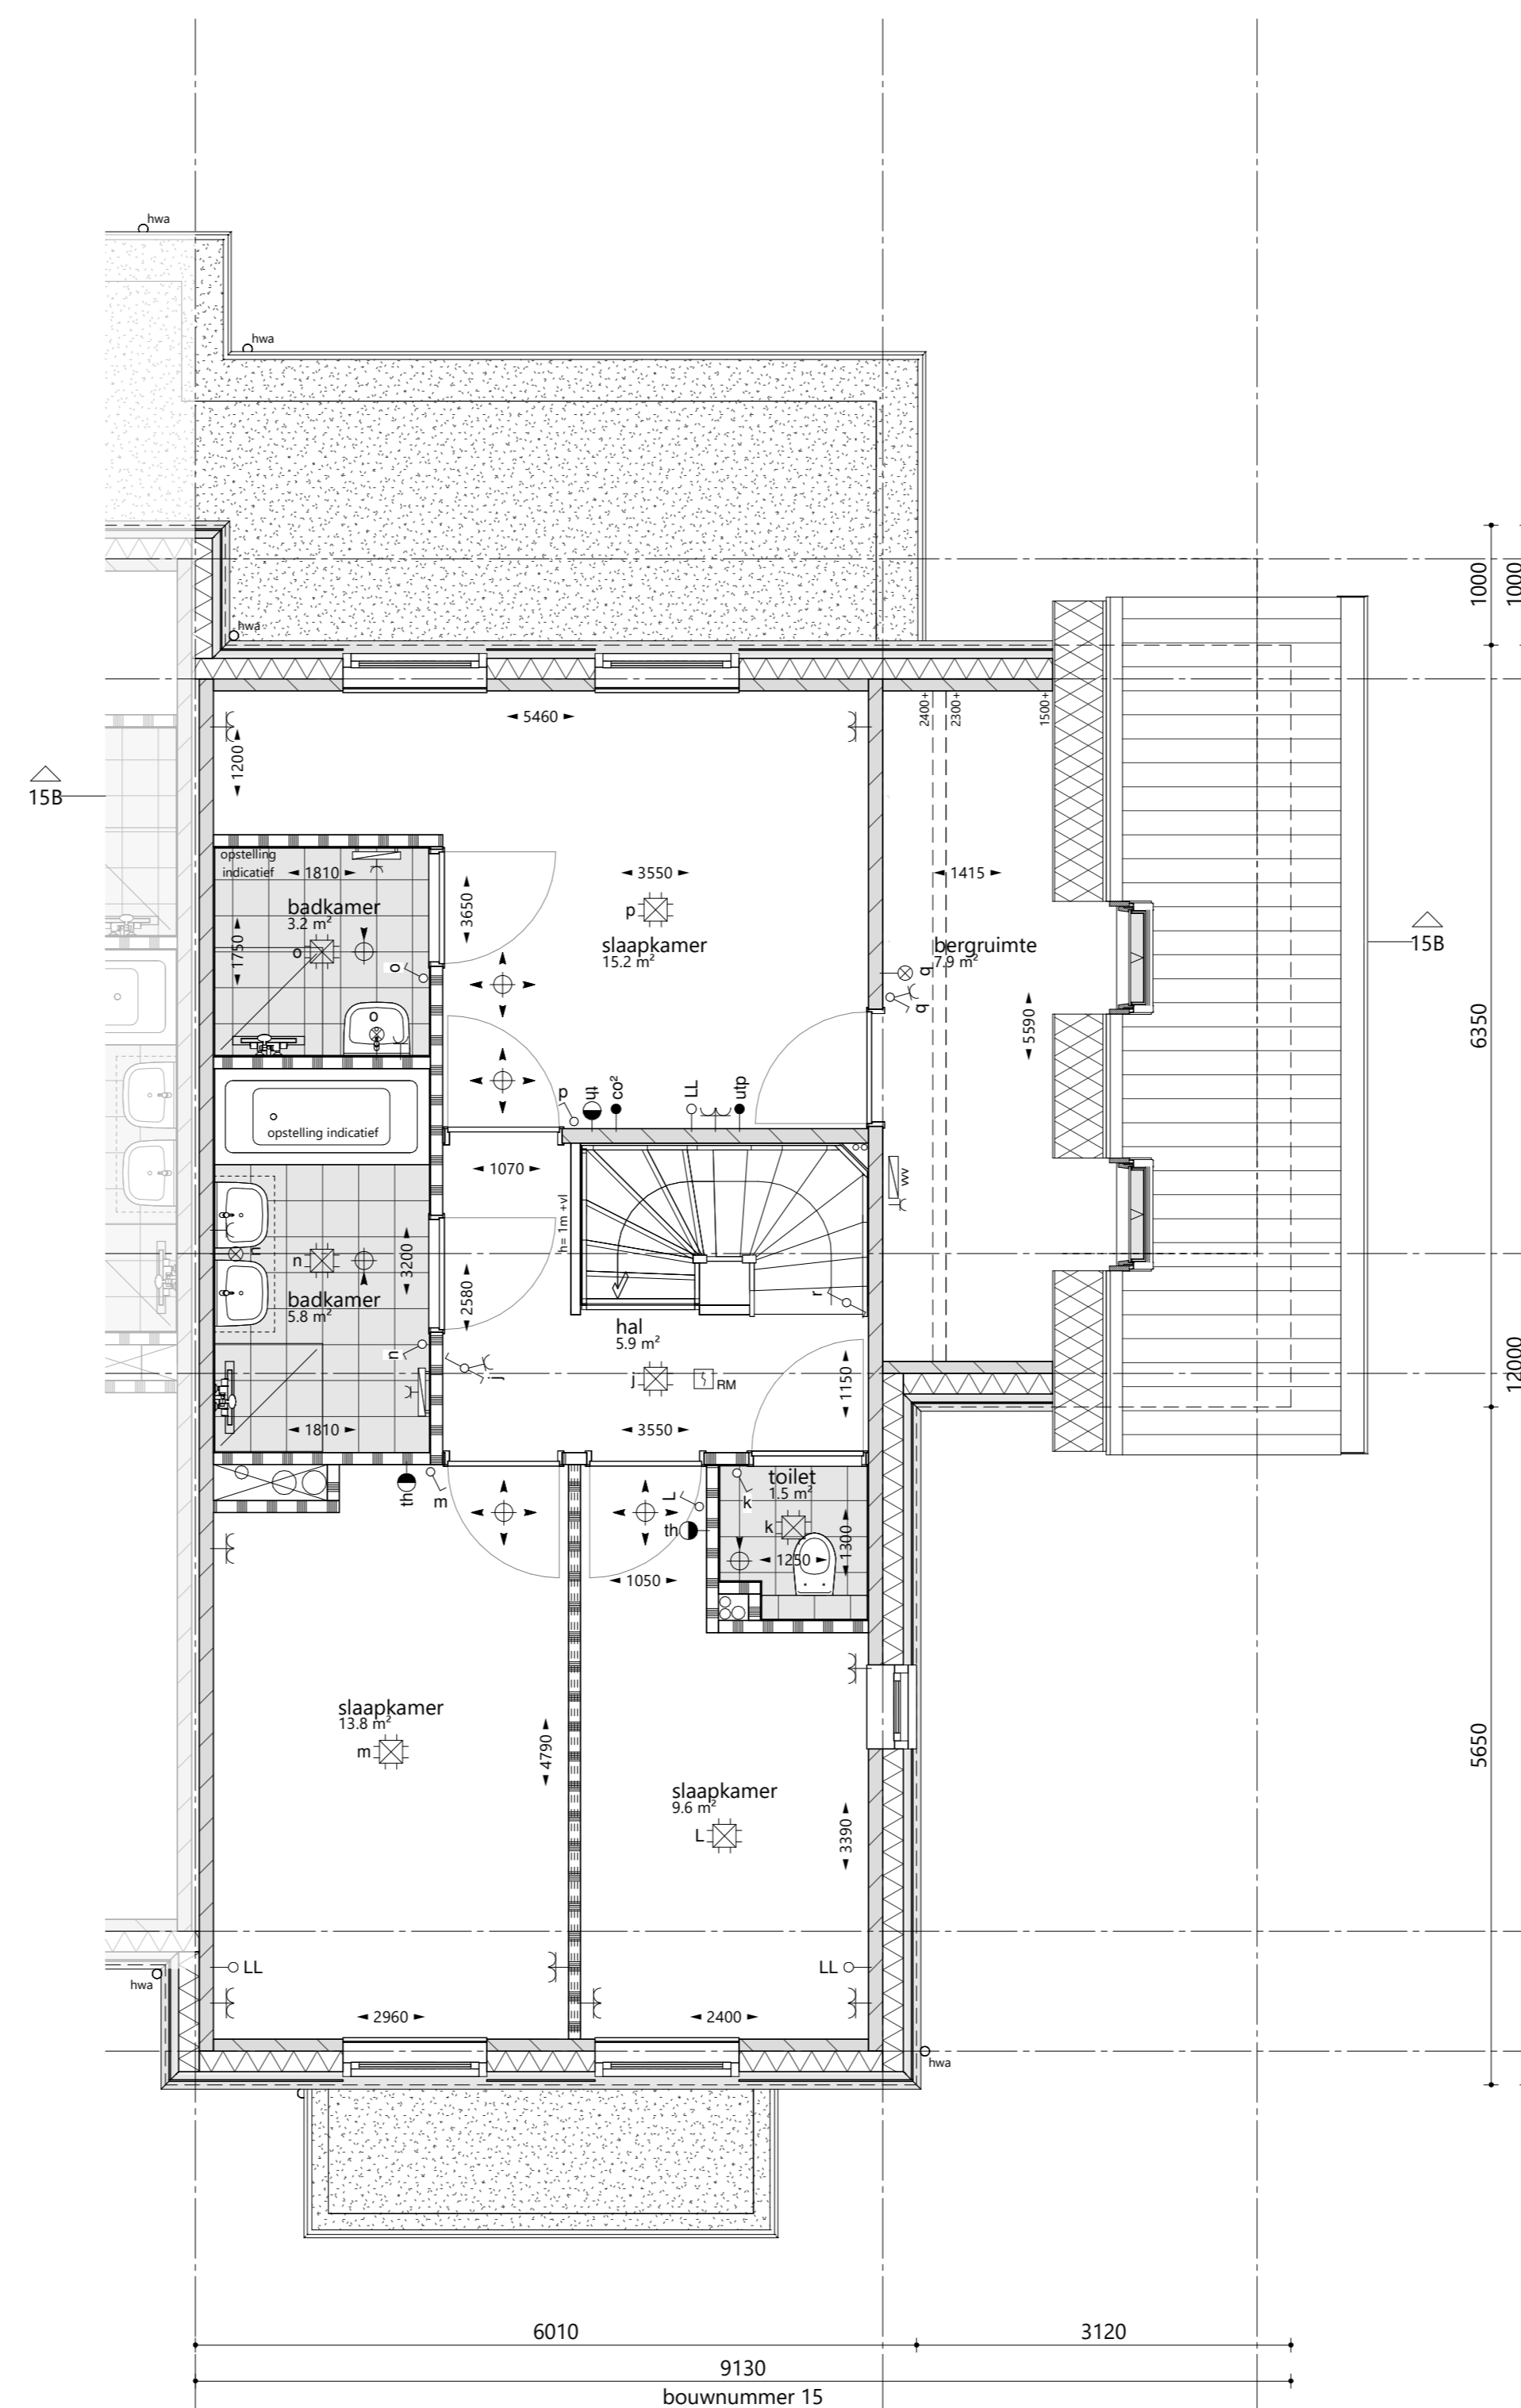 hwa
hwa
hwa
1000
1000
5460
2400+
2300+
1500+
1200
15B
opstelling
indicatief
1810
badkamer
3.2 m²
o
1750
o
o
3650
3550
p
slaapkamer
15.2 m²
1415
bergruimte
7.9 m²
q
q
15B
5590
6350
p
th
co²
LL
utp
opstelling indicatief
1070
h= 1m +vl
wv
n
n
3200
badkamer
5.8 m²
2580
r
hal
5.9 m²
n
j
j
RM
1150
12000
1810
3550
th
m
L
th
toilet
1.5 m²
k
k
1250
1300
1050
slaapkamer
13.8 m²
m
4790
5650
slaapkamer
9.6 m²
L
3390
LL
LL
hwa
2960
2400
hwa
6010
3120
9130
bouwnummer 15